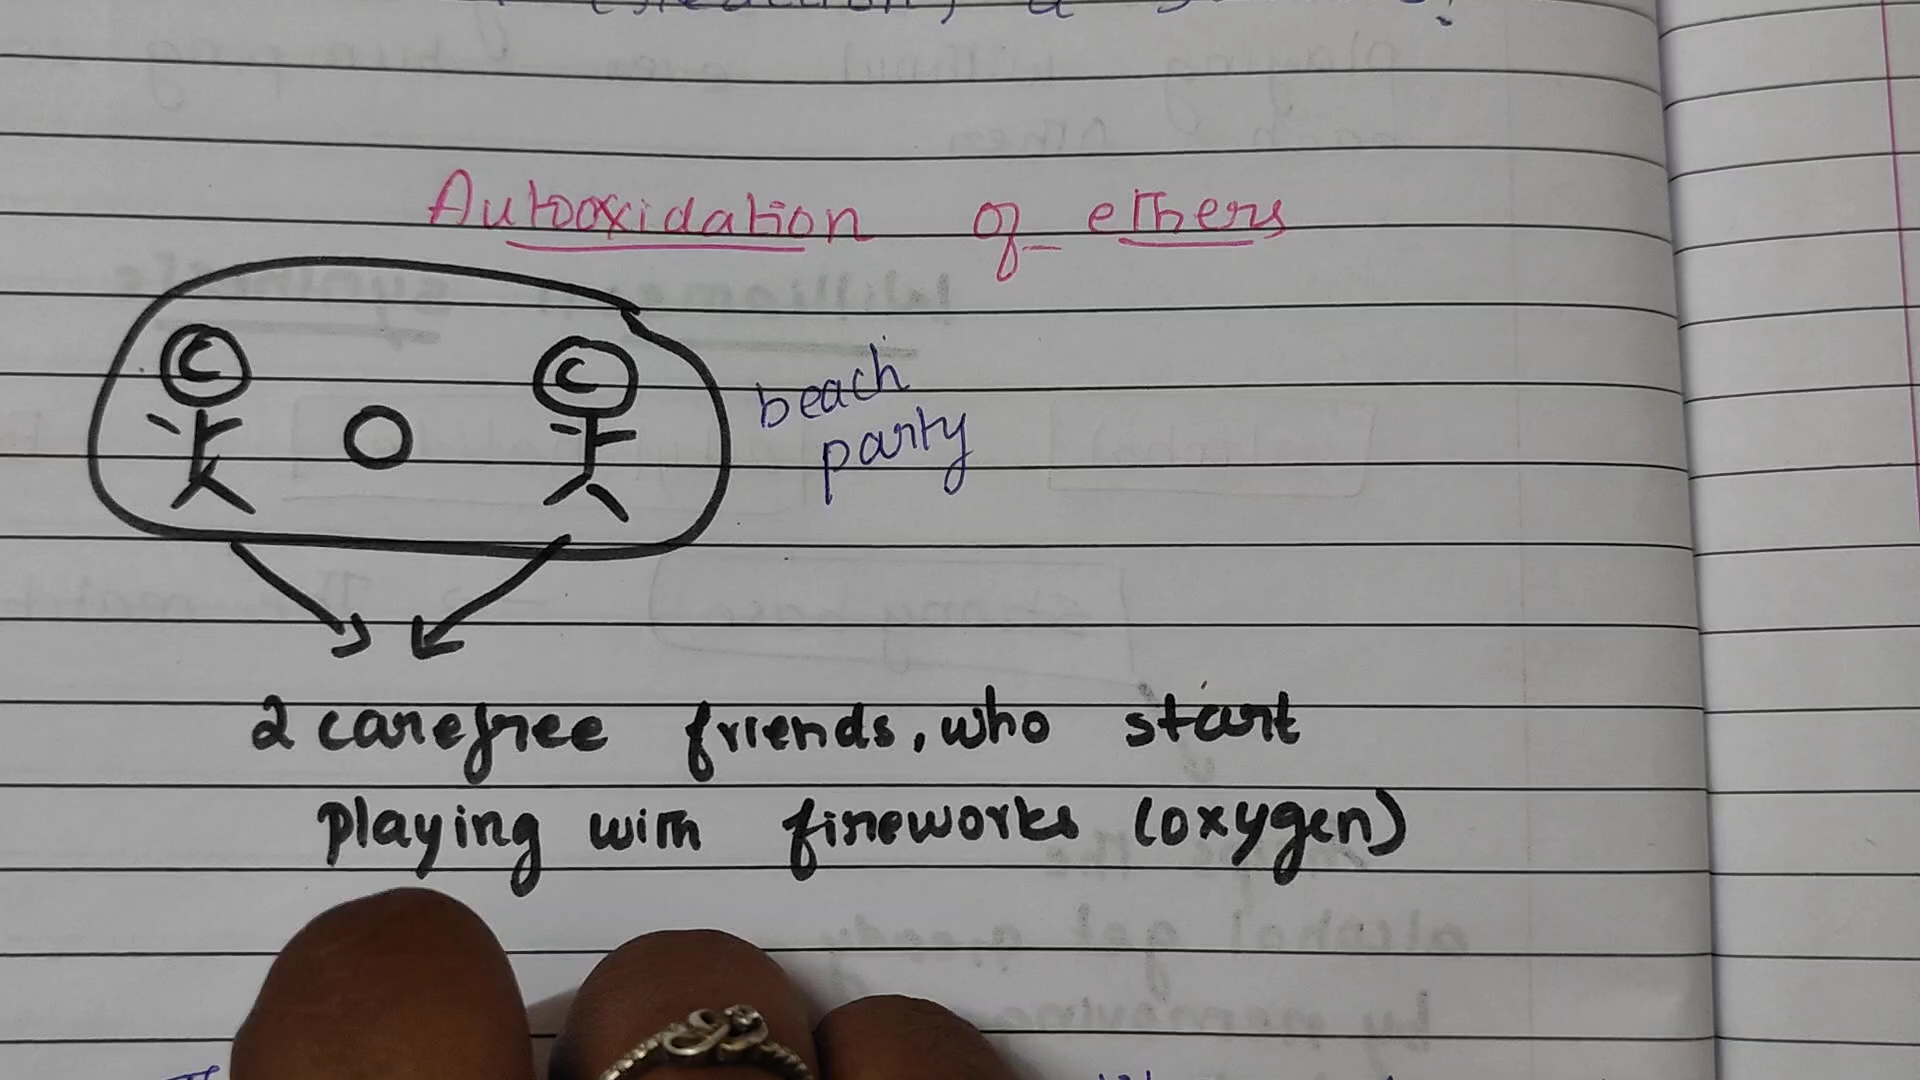 Autooxidation of ethers
C
C
O
beach
party
2 carefree friends, who start
playing with fireworks (oxygen)